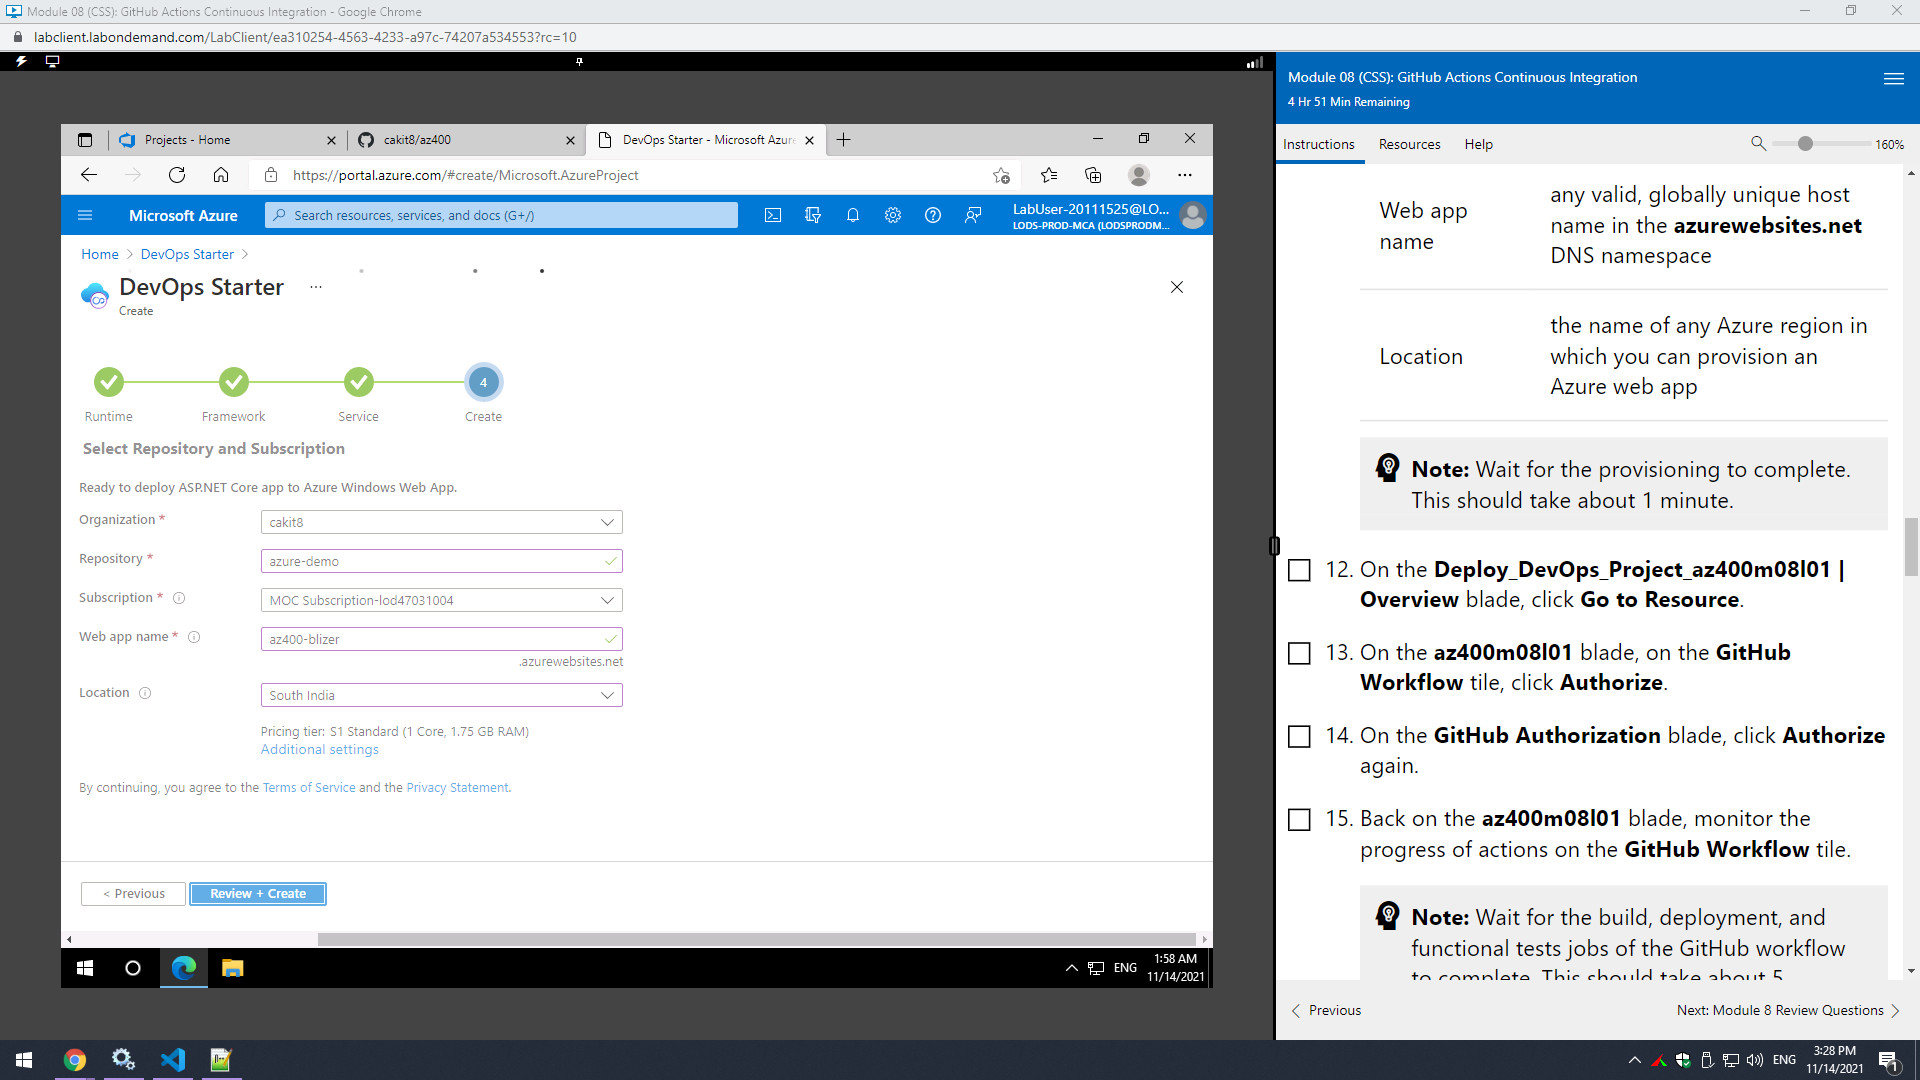 Module 08 (CSS): GitHub Actions Continuous Integration - Google Chrome
labclient.labondemand.com/LabClient/ea310254-4563-4233-a97c-74207a534553?rc=10
Projects - Home
cakit8/az400
DevOps Starter - Microsoft Azure
https://portal.azure.com/#create/Microsoft.AzureProject
Microsoft Azure
Search resources, services, and docs (G+/)
LabUser-20111525@LO...
LODS-PROD-MCA (LODSPRODM...
Home > DevOps Starter >
DevOps Starter ...
Create
4
Runtime
Framework
Service
Create
Select Repository and Subscription
Ready to deploy ASP.NET Core app to Azure Windows Web App.
Organization *
cakit8
Repository *
azure-demo
Subscription *
MOC Subscription-lod47031004
Web app name *
az400-blizer
.azurewebsites.net
Location
South India
Pricing tier: S1 Standard (1 Core, 1.75 GB RAM)
Additional settings
By continuing, you agree to the Terms of Service and the Privacy Statement.
< Previous
Review + Create
ENG
1:58 AM
11/14/2021
Module 08 (CSS): GitHub Actions Continuous Integration
4 Hr 51 Min Remaining
Instructions
Resources
Help
160%
Web app name
any valid, globally unique host
name in the azurewebsites.net
DNS namespace
Location
the name of any Azure region in
which you can provision an
Azure web app
Note: Wait for the provisioning to complete.
This should take about 1 minute.
12. On the Deploy_DevOps_Project_az400m08l01 |
Overview blade, click Go to Resource.
13. On the az400m08l01 blade, on the GitHub
Workflow tile, click Authorize.
14. On the GitHub Authorization blade, click Authorize
again.
15. Back on the az400m08l01 blade, monitor the
progress of actions on the GitHub Workflow tile.
Note: Wait for the build, deployment, and
functional tests jobs of the GitHub workflow
to complete. This should take about 5
Previous
Next: Module 8 Review Questions
ENG
3:28 PM
11/14/2021
1